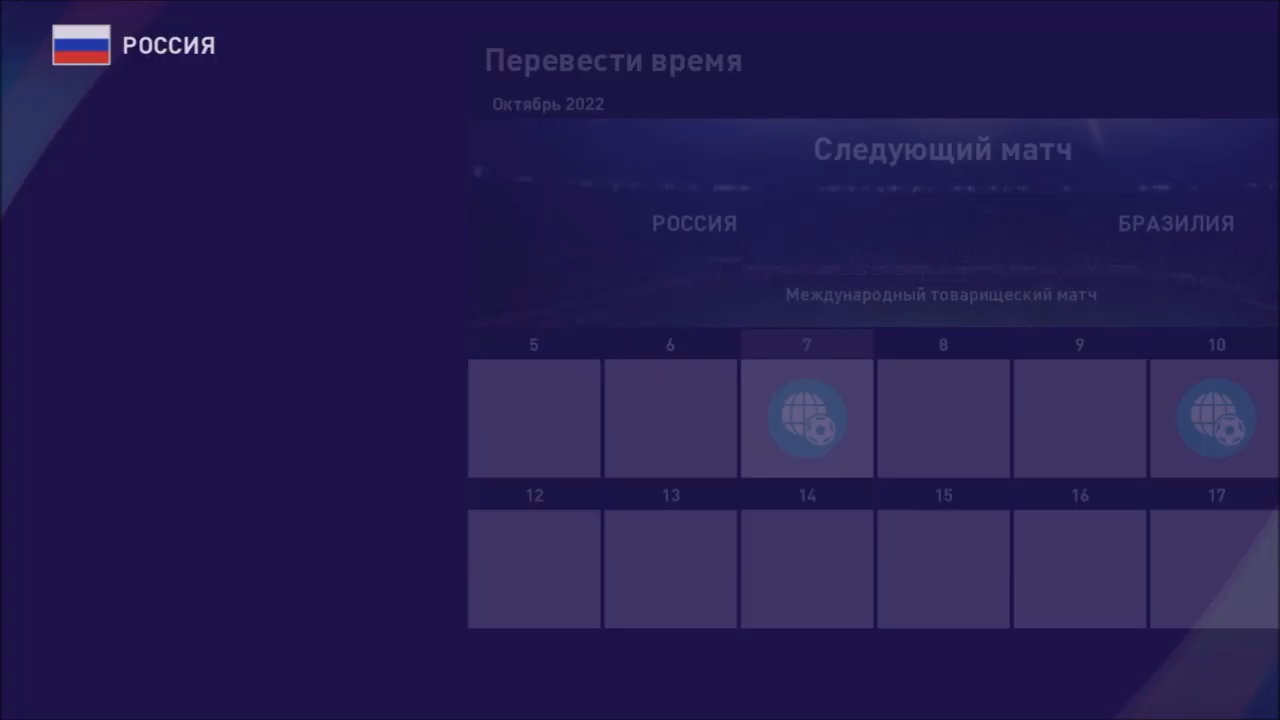 РОССИЯ
Перевести время
Октябрь 2022
Следующий матч
РОССИЯ БРАЗИЛИЯ
Международный товарищеский матч
5 6 7 8 9 10
12 13 14 15 16 17